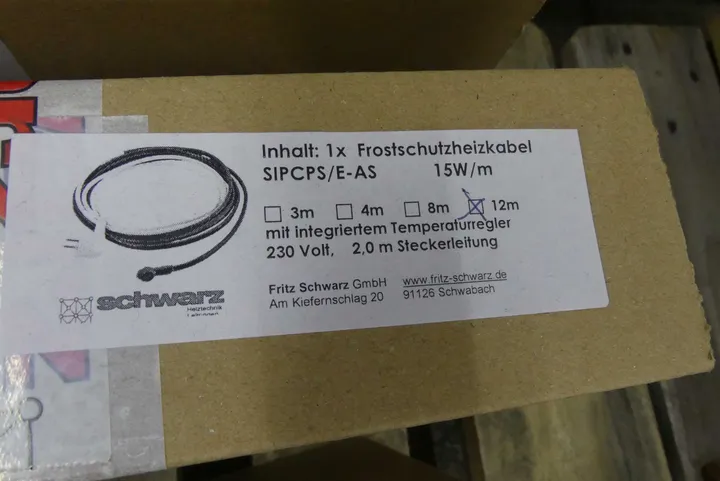 Inhalt: 1x Frostschutzheizkabel
SIPCPS/E-AS 15W/m
3m 4m 8m 12m
mit integriertem Temperaturregler
230 Volt, 2,0 m Steckerleitung
Fritz Schwarz GmbH www.fritz-schwarz.de
Am Kiefernschlag 20 91126 Schwabach
schwarz
Heiztechnik